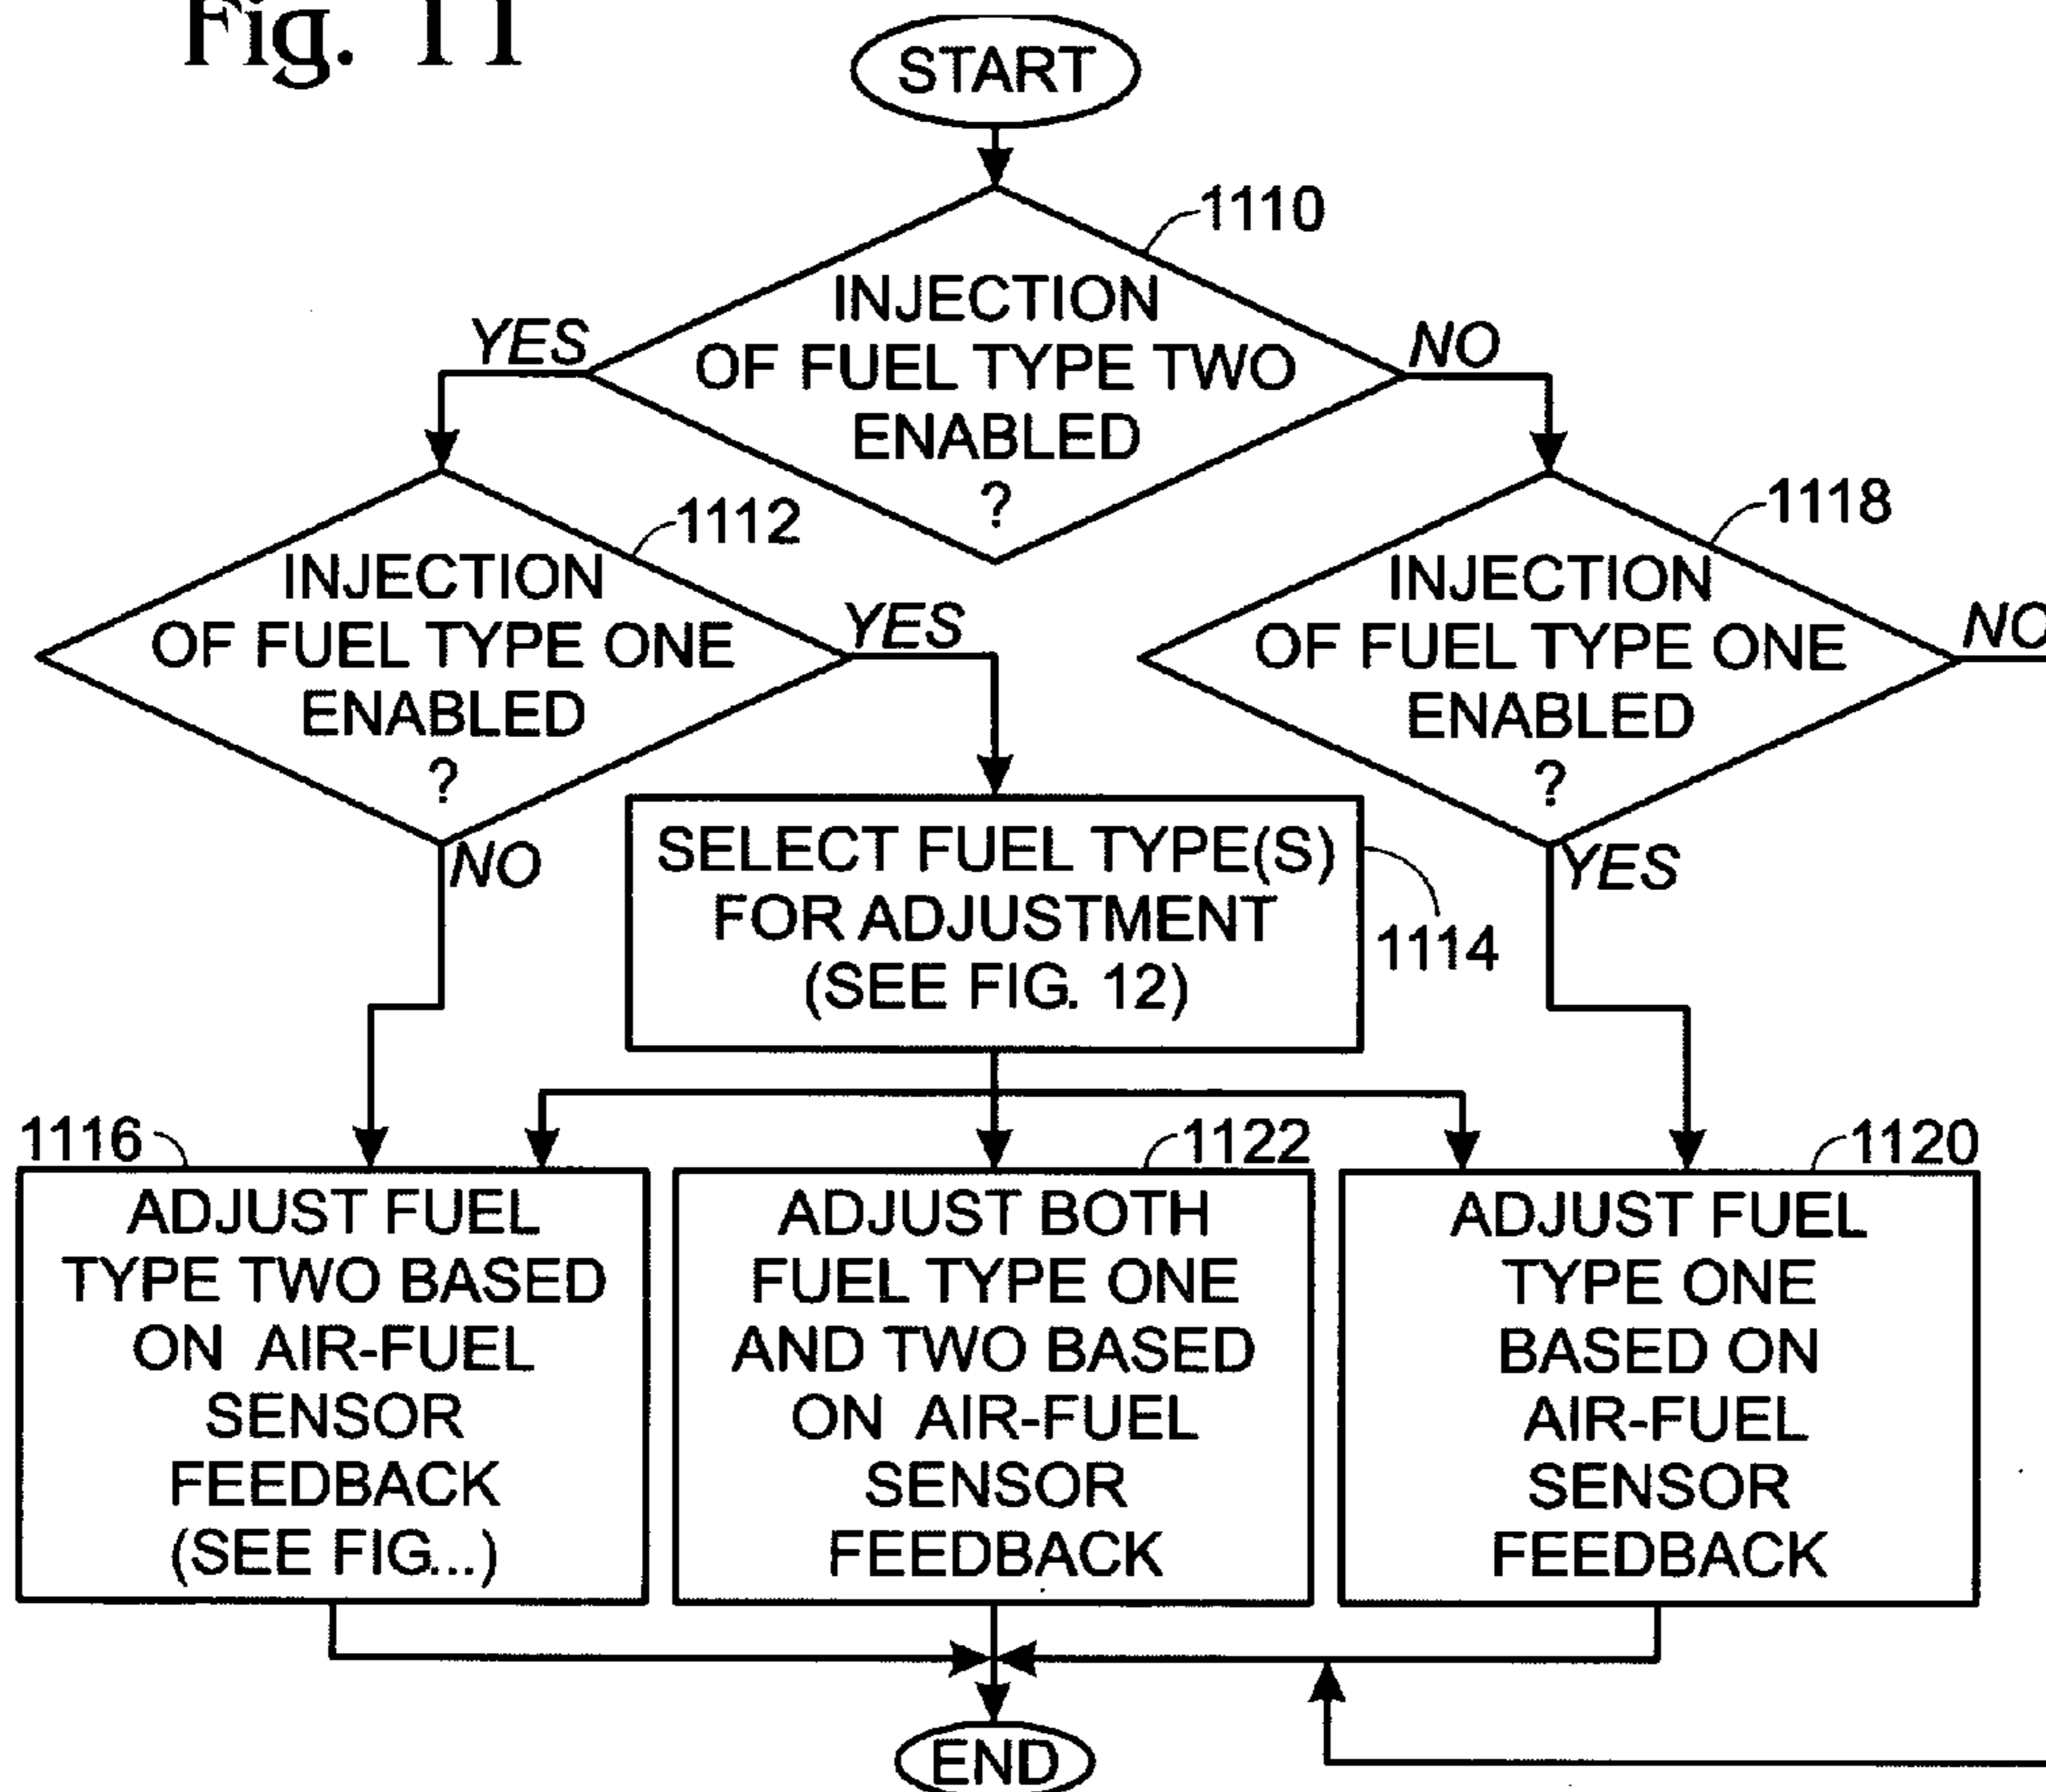 Fig. 11
START
1110
INJECTION
OF FUEL TYPE TWO
ENABLED
?
YES
NO
1112
INJECTION
OF FUEL TYPE ONE
ENABLED
?
YES
NO
1118
INJECTION
OF FUEL TYPE ONE
ENABLED
?
NO
YES
SELECT FUEL TYPE(S)
FOR ADJUSTMENT
(SEE FIG. 12)
1114
1116
ADJUST FUEL
TYPE TWO BASED
ON AIR-FUEL
SENSOR
FEEDBACK
(SEE FIG...)
1122
ADJUST BOTH
FUEL TYPE ONE
AND TWO BASED
ON AIR-FUEL
SENSOR
FEEDBACK
1120
ADJUST FUEL
TYPE ONE
BASED ON
AIR-FUEL
SENSOR
FEEDBACK
END